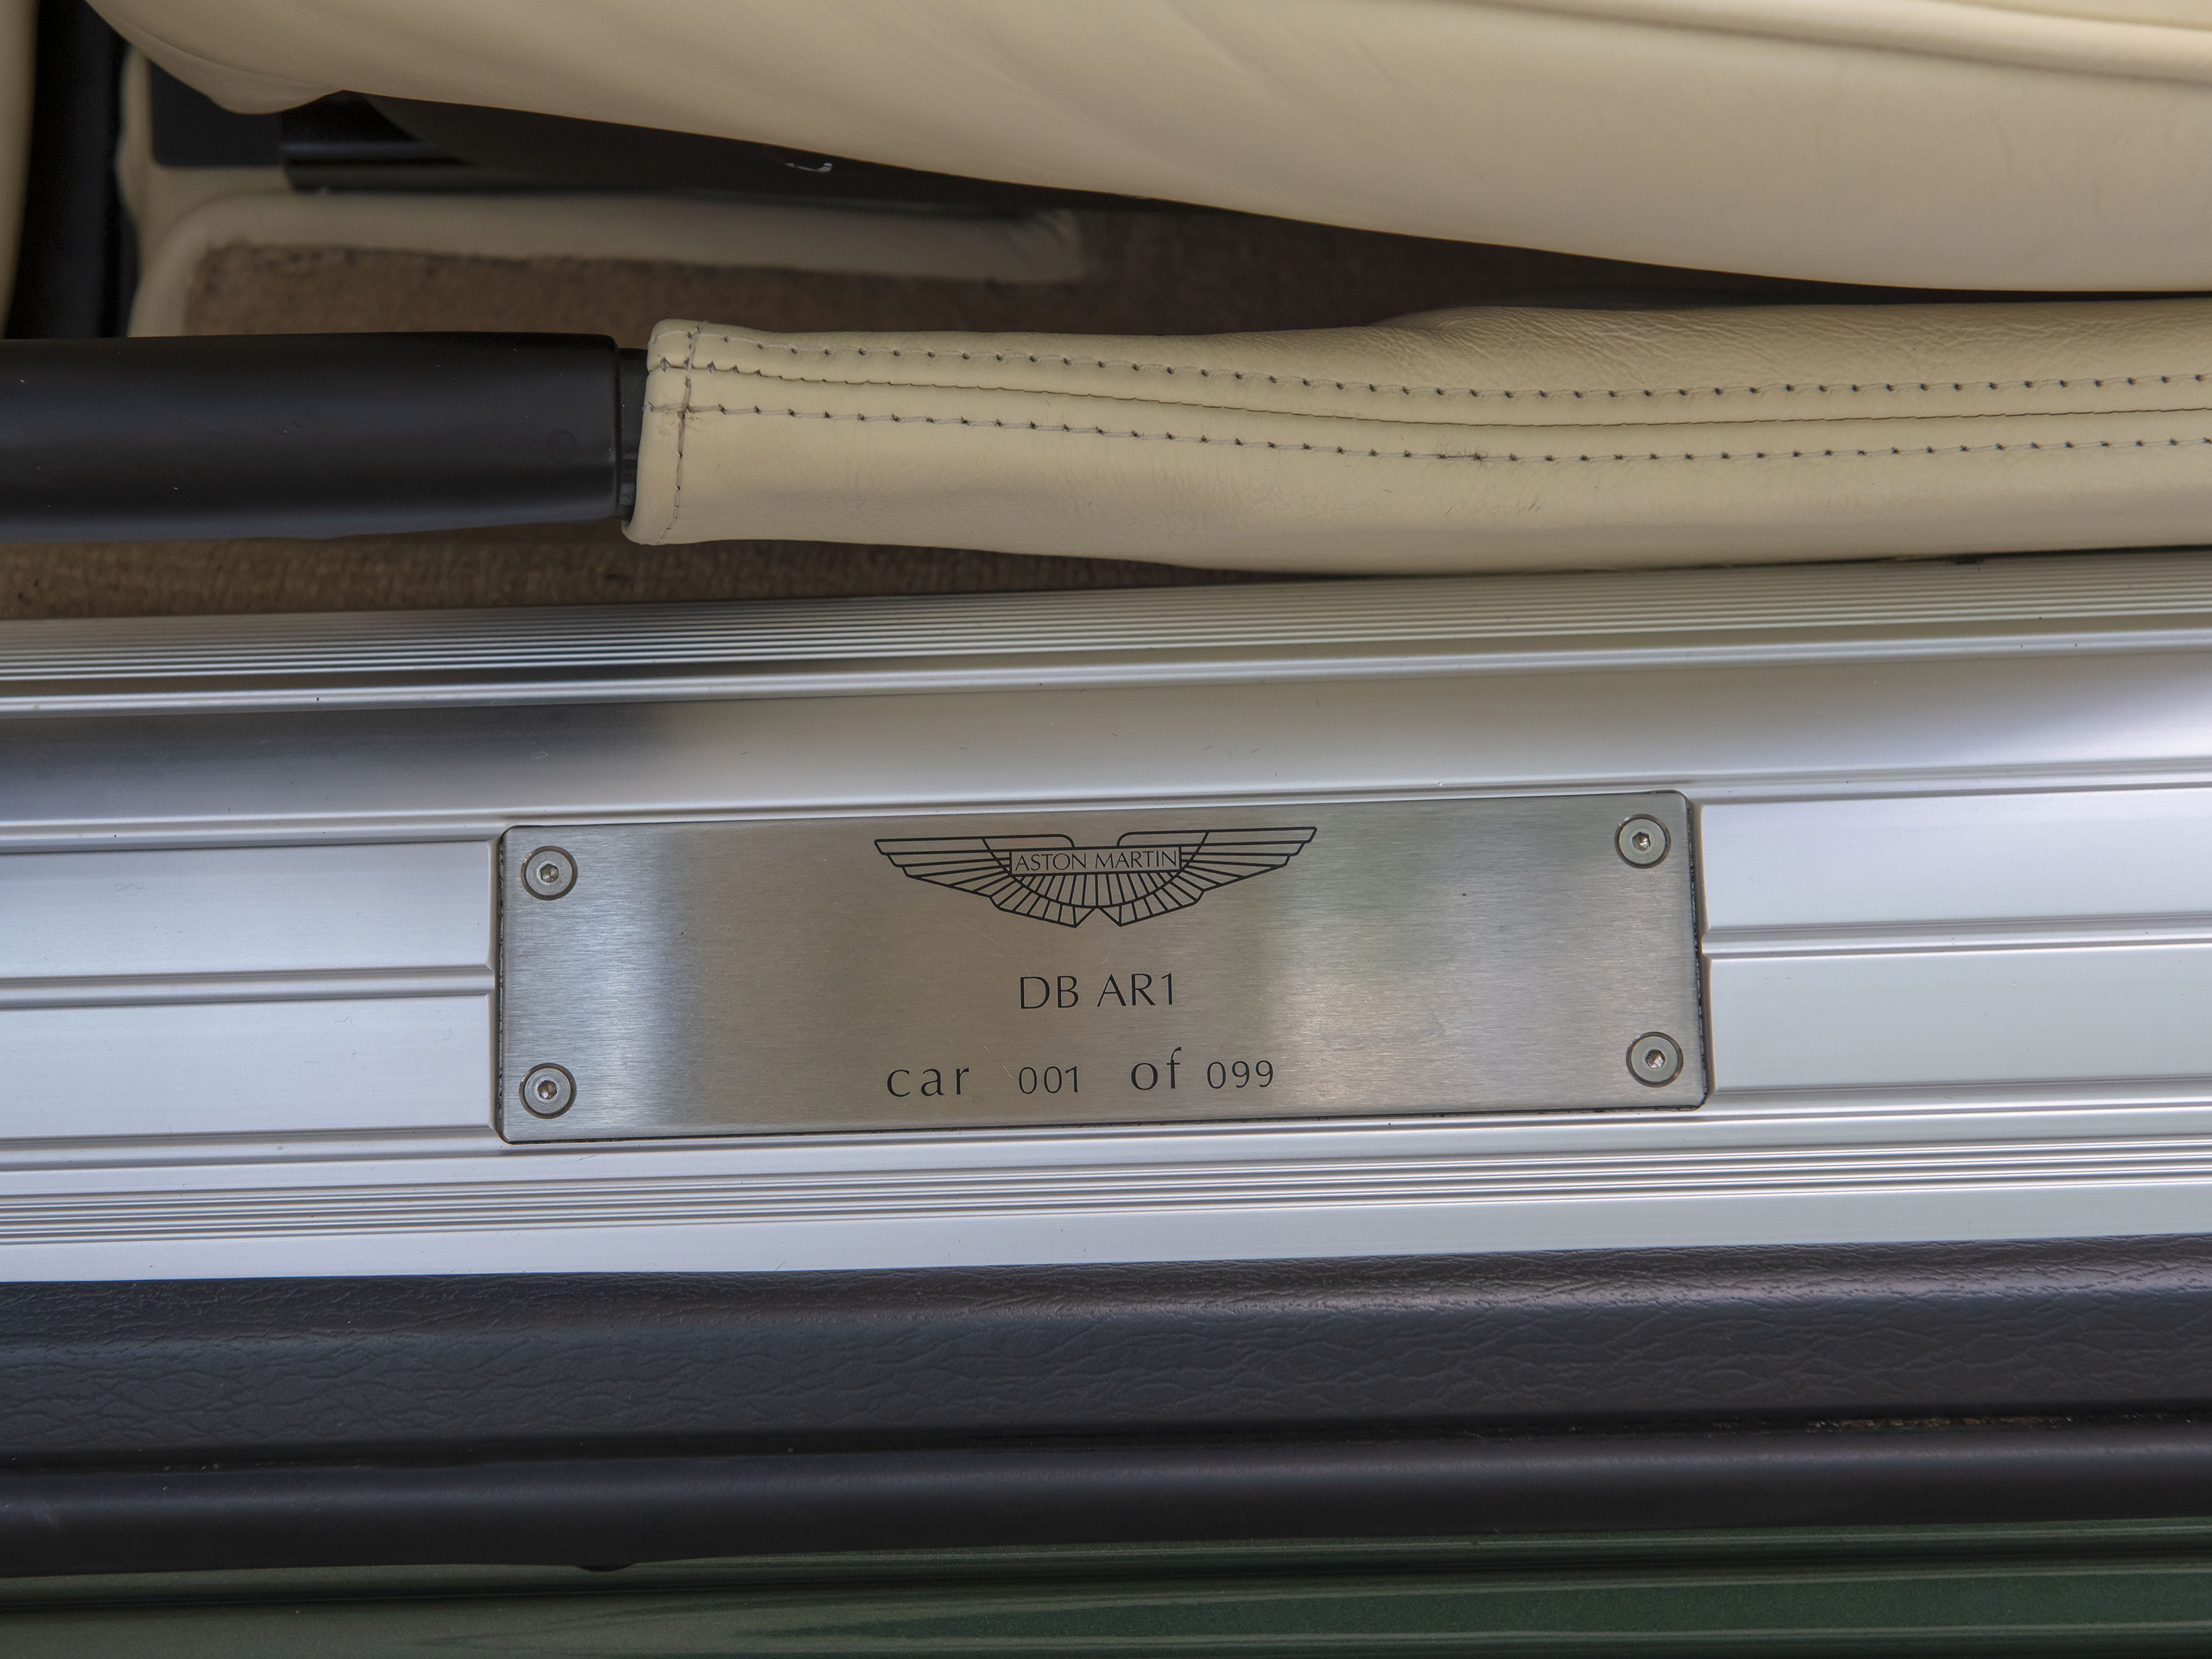 ASTON MARTIN
DB AR1
car 001 of 099